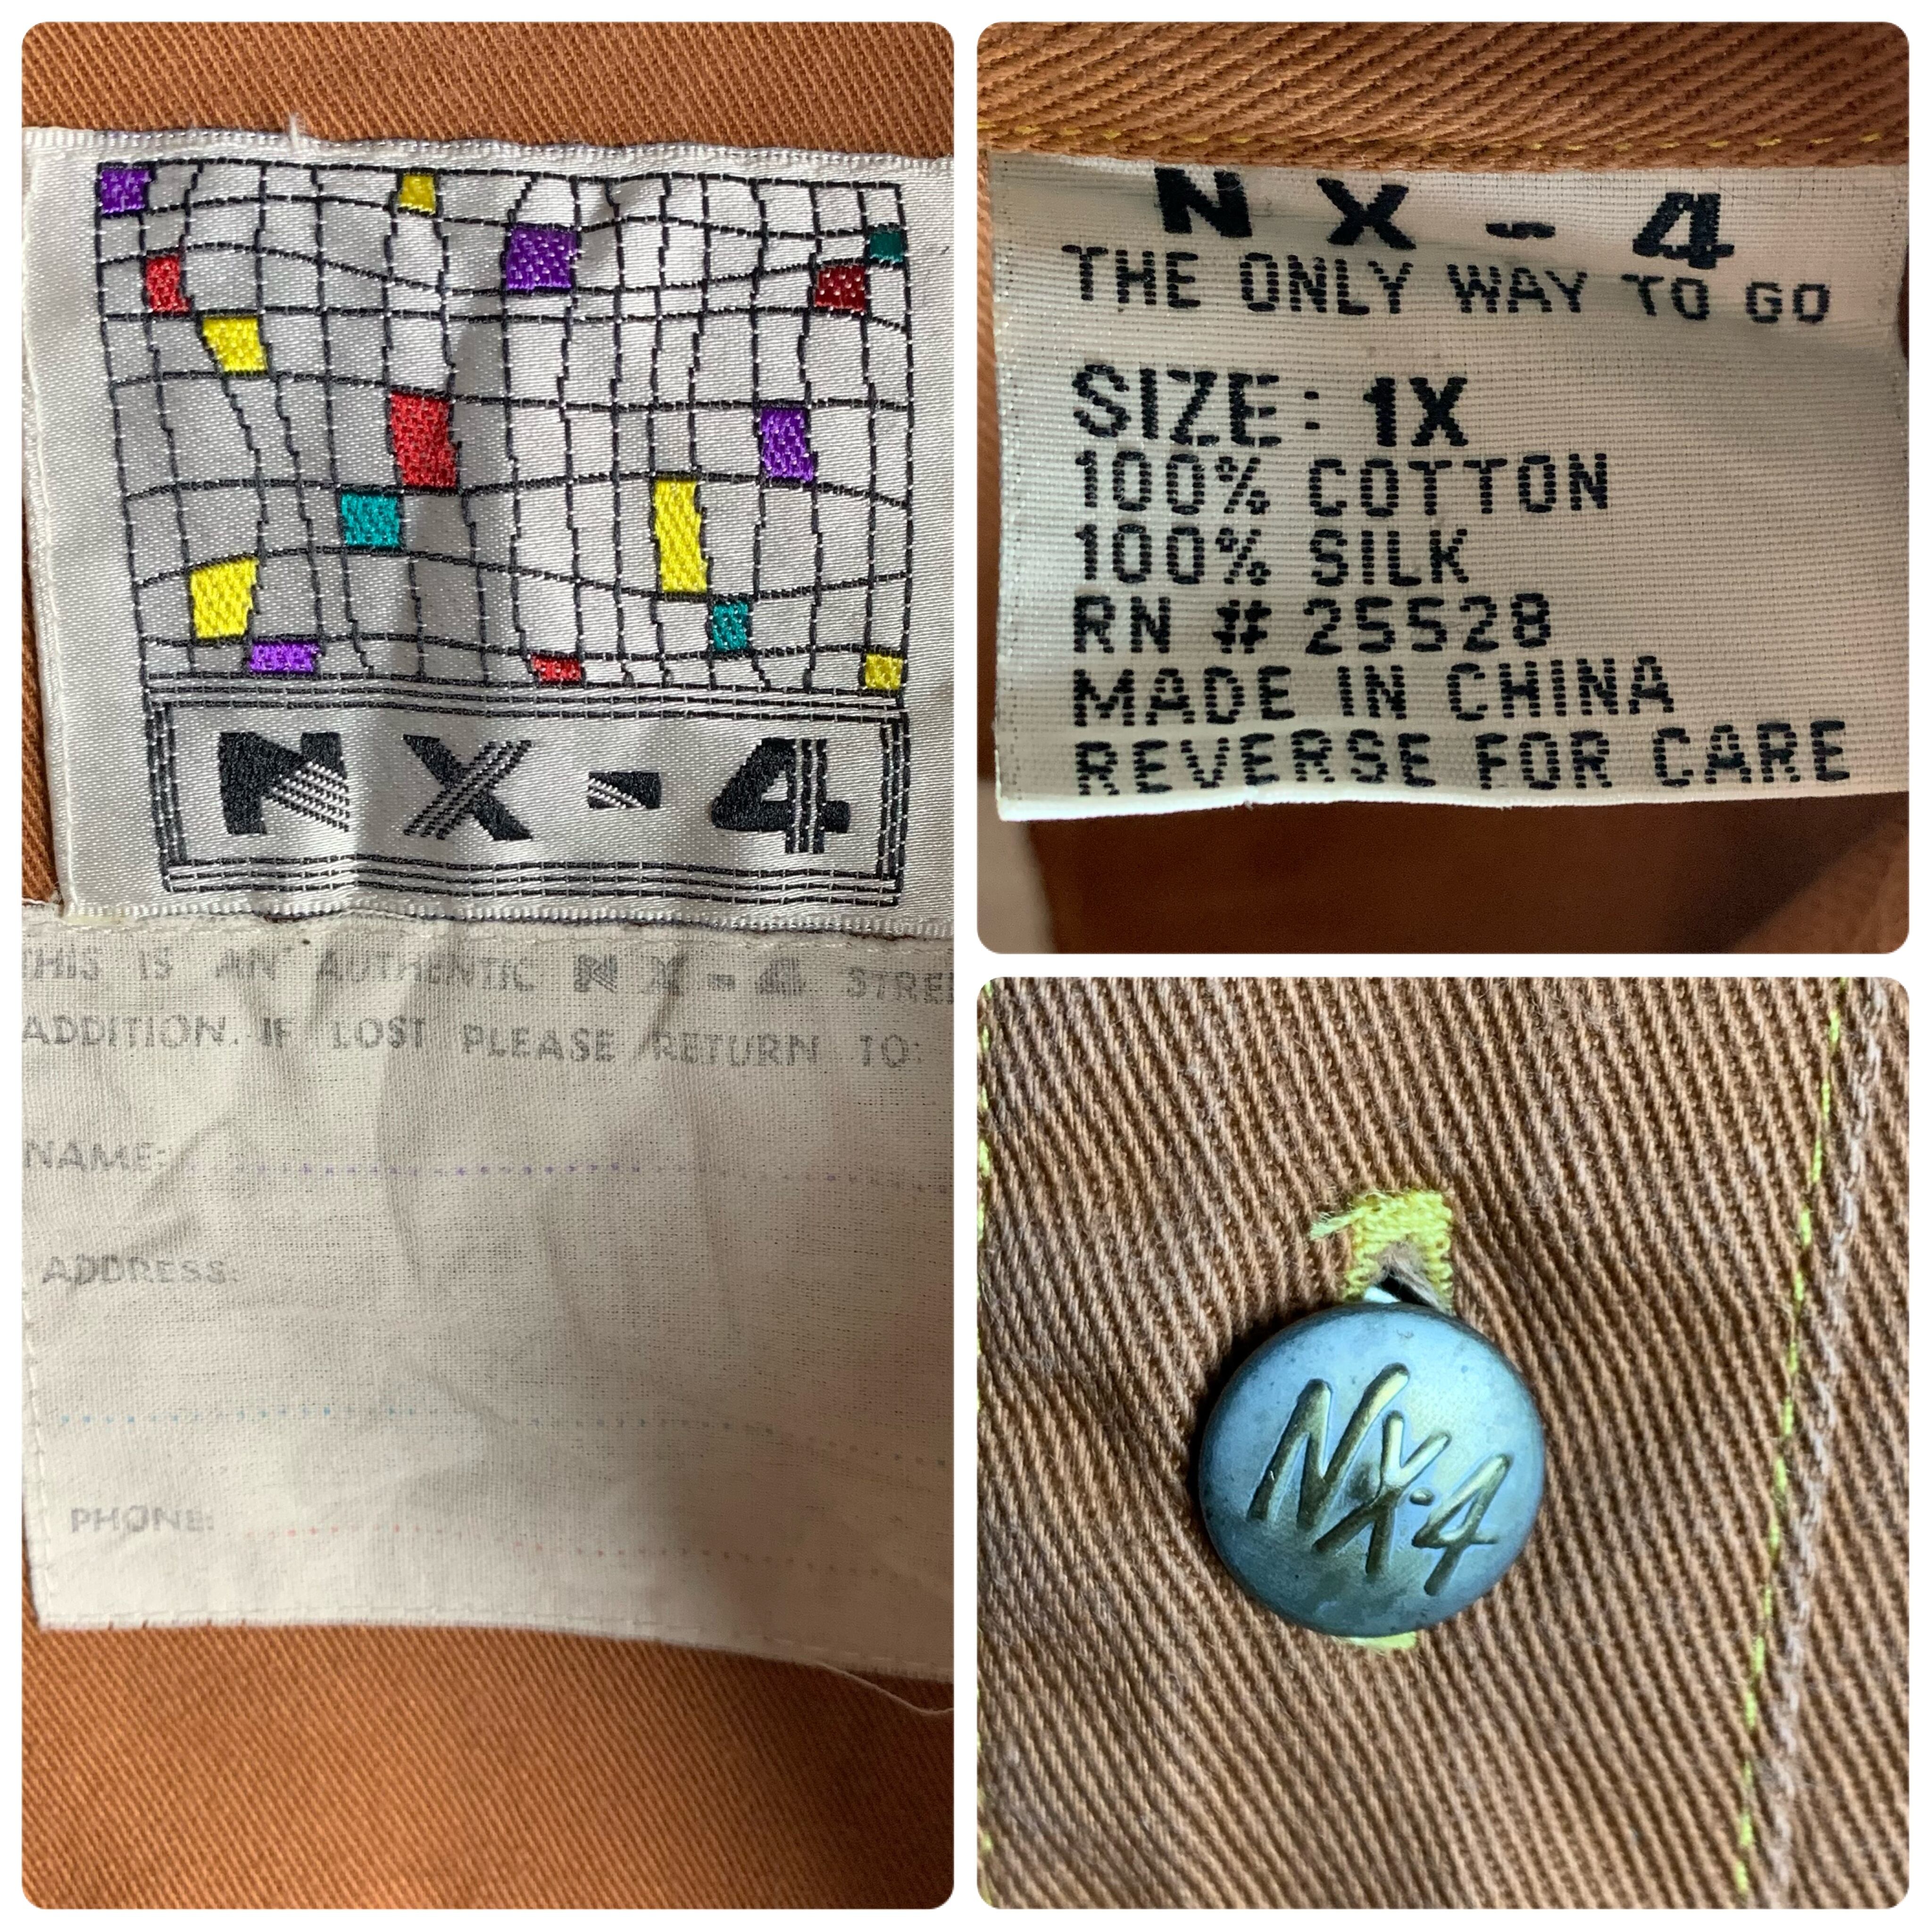 NX-4
THIS IS AN AUTHENTIC NX-4
ADDITION. IF LOST PLEASE RETURN TO:
NAME:
ADDRESS:
PHONE:
NX-4
THE ONLY WAY TO GO
SIZE: 1X
100% COTTON
100% SILK
RN # 25528
MADE IN CHINA
REVERSE FOR CARE
NX-4